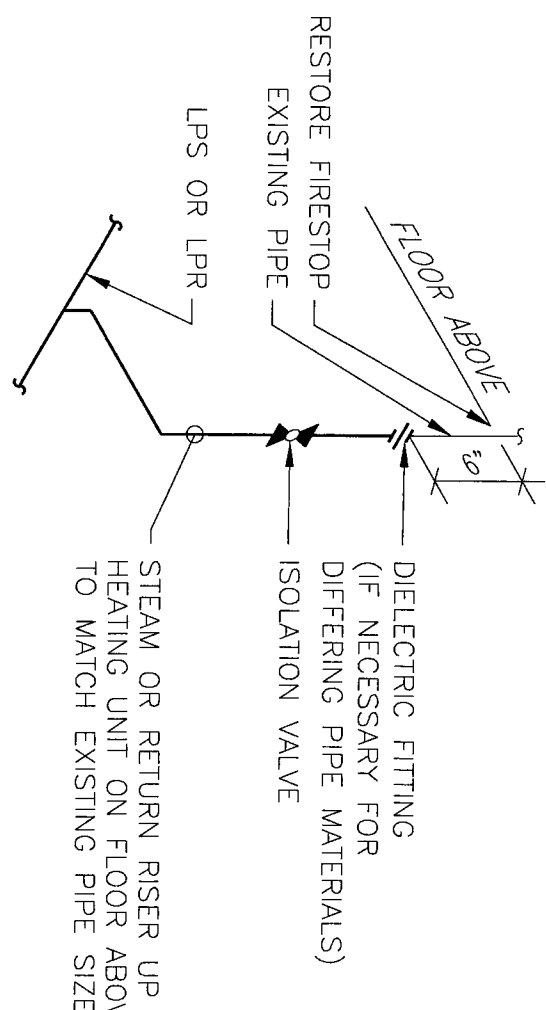 RESTORE FIRESTOP
EXISTING PIPE
FLOOR ABOVE
6"
LPS OR LPR
DIELECTRIC FITTING
(IF NECESSARY FOR
DIFFERING PIPE MATERIALS)
ISOLATION VALVE
STEAM OR RETURN RISER UP
HEATING UNIT ON FLOOR ABOV
TO MATCH EXISTING PIPE SIZE